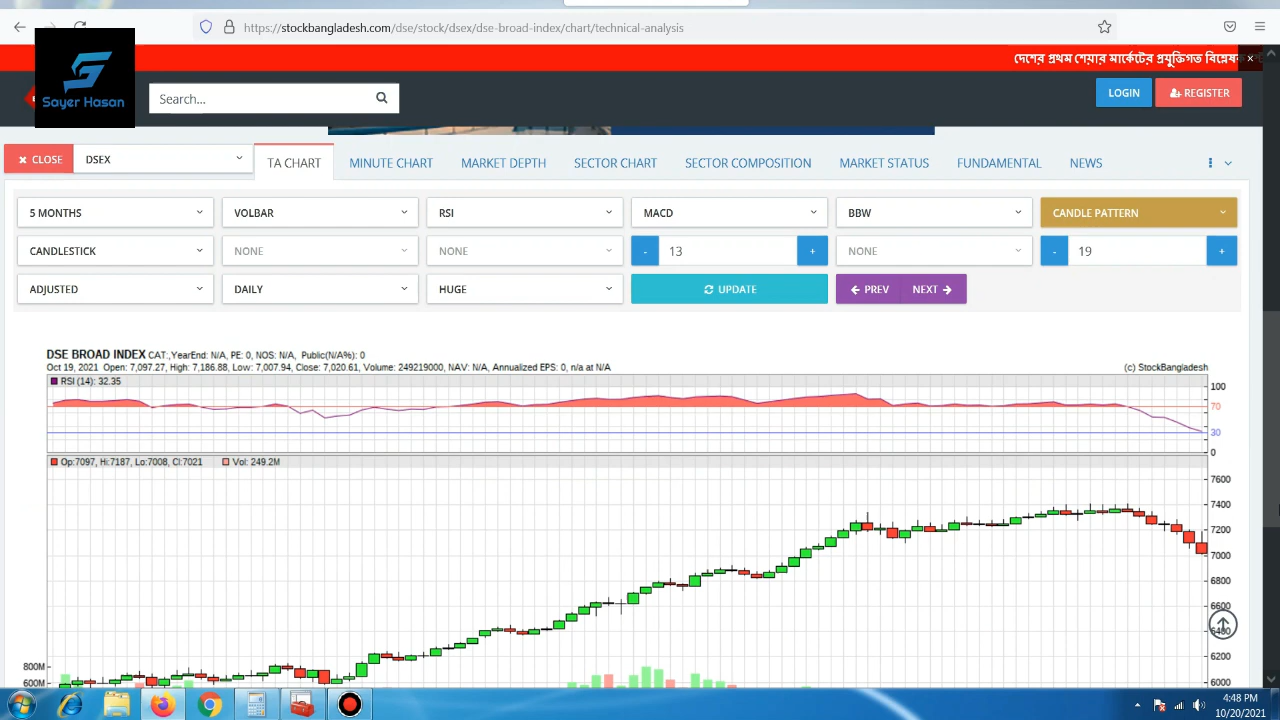 https://stockbangladesh.com/dse/stock/dsex/dse-broad-index/chart/technical-analysis
দেশের প্রথম শেয়ার মার্কেটের প্রযুক্তিগত বিশ্লেষক ×
Sayer Hasan
Search...
LOGIN
REGISTER
CLOSE
DSEX
TA CHART
MINUTE CHART
MARKET DEPTH
SECTOR CHART
SECTOR COMPOSITION
MARKET STATUS
FUNDAMENTAL
NEWS
5 MONTHS
VOLBAR
RSI
MACD
BBW
CANDLE PATTERN
CANDLESTICK
NONE
NONE
- 13 +
NONE
- 19 +
ADJUSTED
DAILY
HUGE
UPDATE
PREV
NEXT
DSE BROAD INDEX CAT:,YearEnd: N/A, PE: 0, NOS: N/A, Public(N/A%): 0
Oct 19, 2021 Open: 7,097.27, High: 7,186.88, Low: 7,007.94, Close: 7,020.61, Volume: 249219000, NAV: N/A, Annualized EPS: 0, n/a at N/A
(c) StockBangladesh
RSI (14): 32.35
100
70
30
0
Op:7097, Hi:7187, Lo:7008, Cl:7021
Vol: 249.2M
7600
7400
7200
7000
6800
6600
6400
6200
6000
800M
600M
4:48 PM
10/20/2021